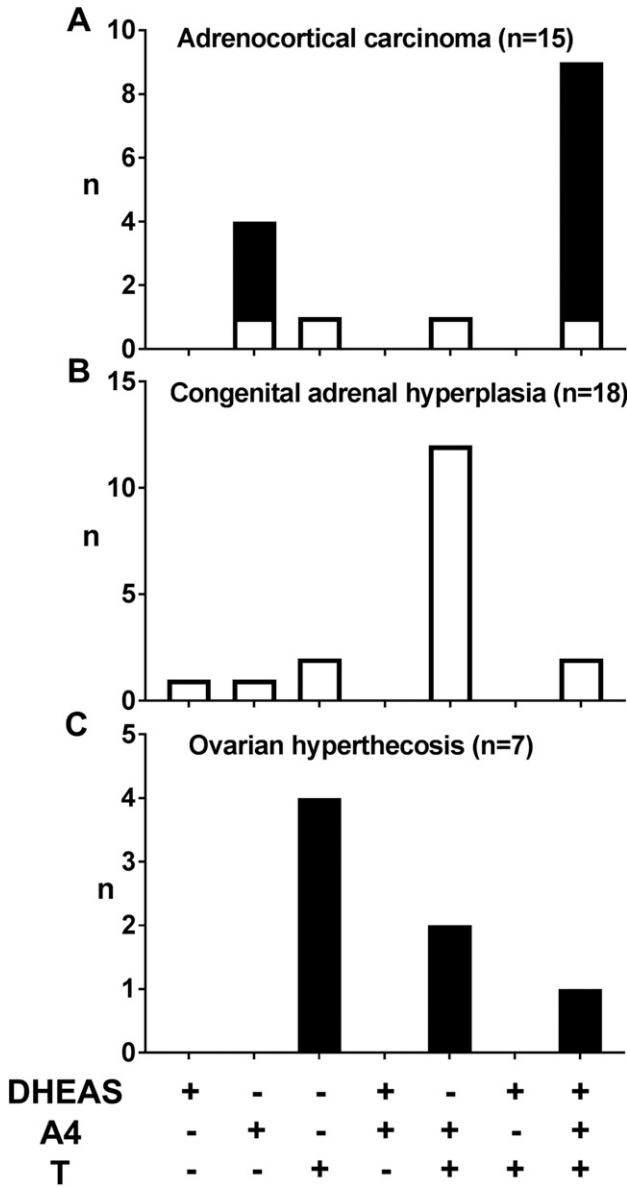 A
Adrenocortical carcinoma (n=15)
10
8
6
4
2
0
n
B
Congenital adrenal hyperplasia (n=18)
15
10
5
0
n
C
Ovarian hyperthecosis (n=7)
5
4
3
2
1
0
n
DHEAS + - - + - + +
A4 - + - + + - +
T - - + - + + +